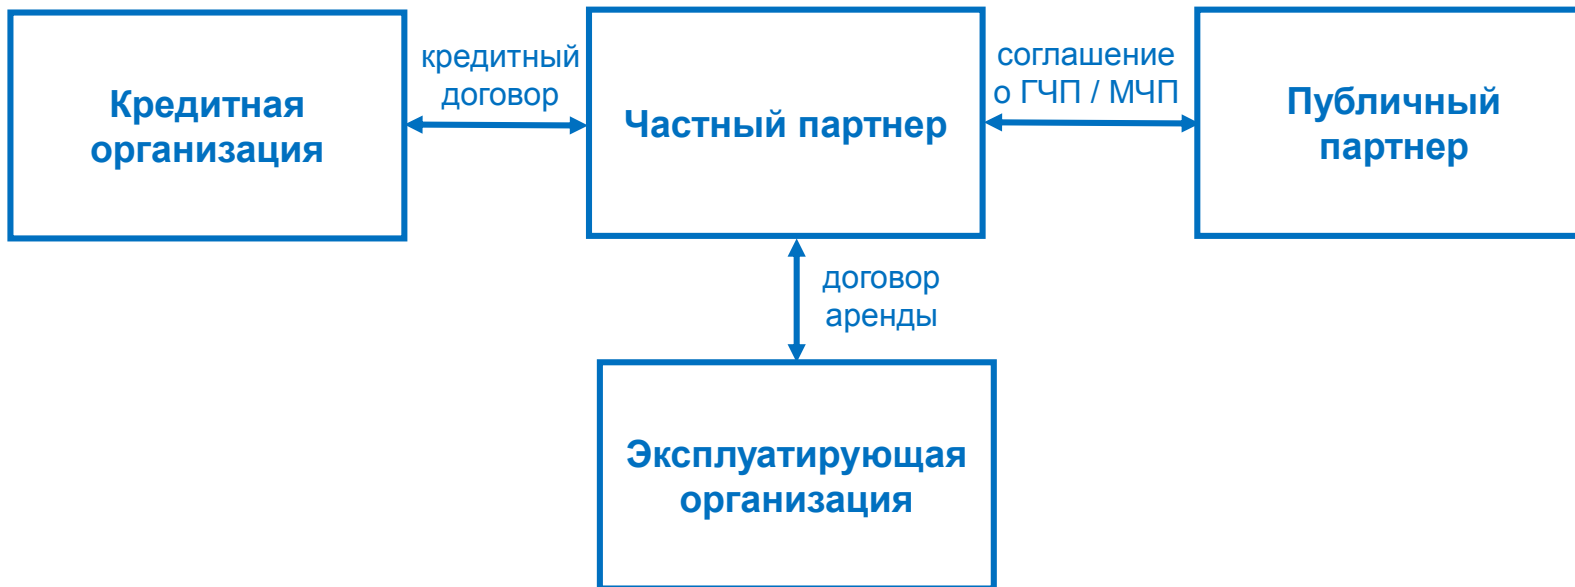 Кредитная
организация
кредитный
договор
Частный партнер
соглашение
о ГЧП / МЧП
Публичный
партнер
договор
аренды
Эксплуатирующая
организация